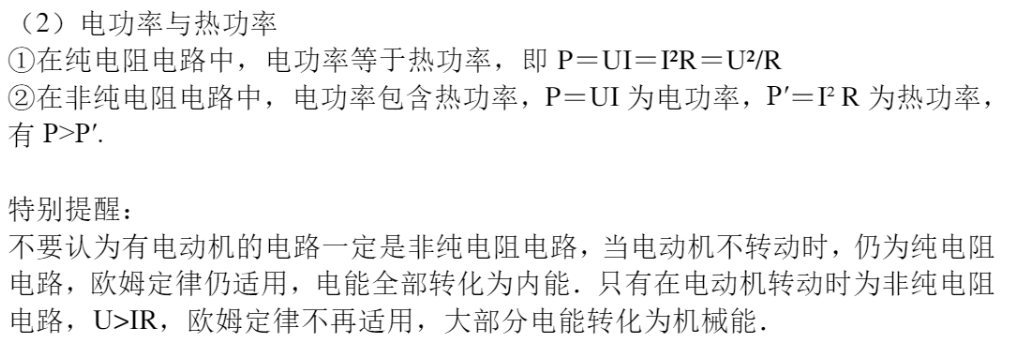 （2）电功率与热功率
①在纯电阻电路中，电功率等于热功率，即 P＝UI＝I²R＝U²/R
②在非纯电阻电路中，电功率包含热功率，P＝UI 为电功率，P′＝I² R 为热功率，
有 P>P′.
特别提醒：
不要认为有电动机的电路一定是非纯电阻电路，当电动机不转动时，仍为纯电阻
电路，欧姆定律仍适用，电能全部转化为内能．只有在电动机转动时为非纯电阻
电路，U>IR，欧姆定律不再适用，大部分电能转化为机械能．